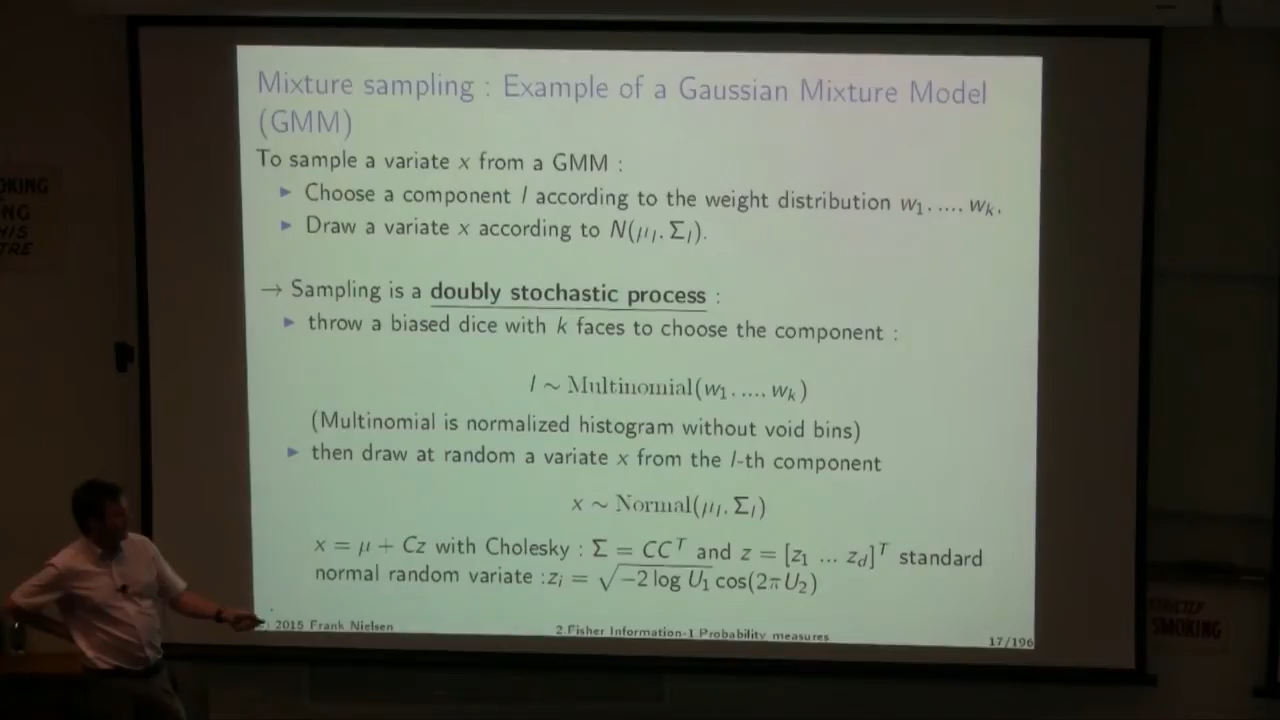 Mixture sampling : Example of a Gaussian Mixture Model
(GMM)
To sample a variate x from a GMM :
▶ Choose a component l according to the weight distribution w₁, ..., wₖ.
▶ Draw a variate x according to N(μₗ, Σₗ).
→ Sampling is a doubly stochastic process :
▶ throw a biased dice with k faces to choose the component :
l ∼ Multinomial(w₁, ..., wₖ)
(Multinomial is normalized histogram without void bins)
▶ then draw at random a variate x from the l-th component
x ∼ Normal(μₗ, Σₗ)
x = μ + Cz with Cholesky : Σ = CCᵀ and z = [z₁ ... z_d]ᵀ standard
normal random variate :zᵢ = √(−2 log U₁) cos(2πU₂)
2015 Frank Nielsen
2.Fisher Information-1 Probability measures
17/196
STRICTLY
SMOKING